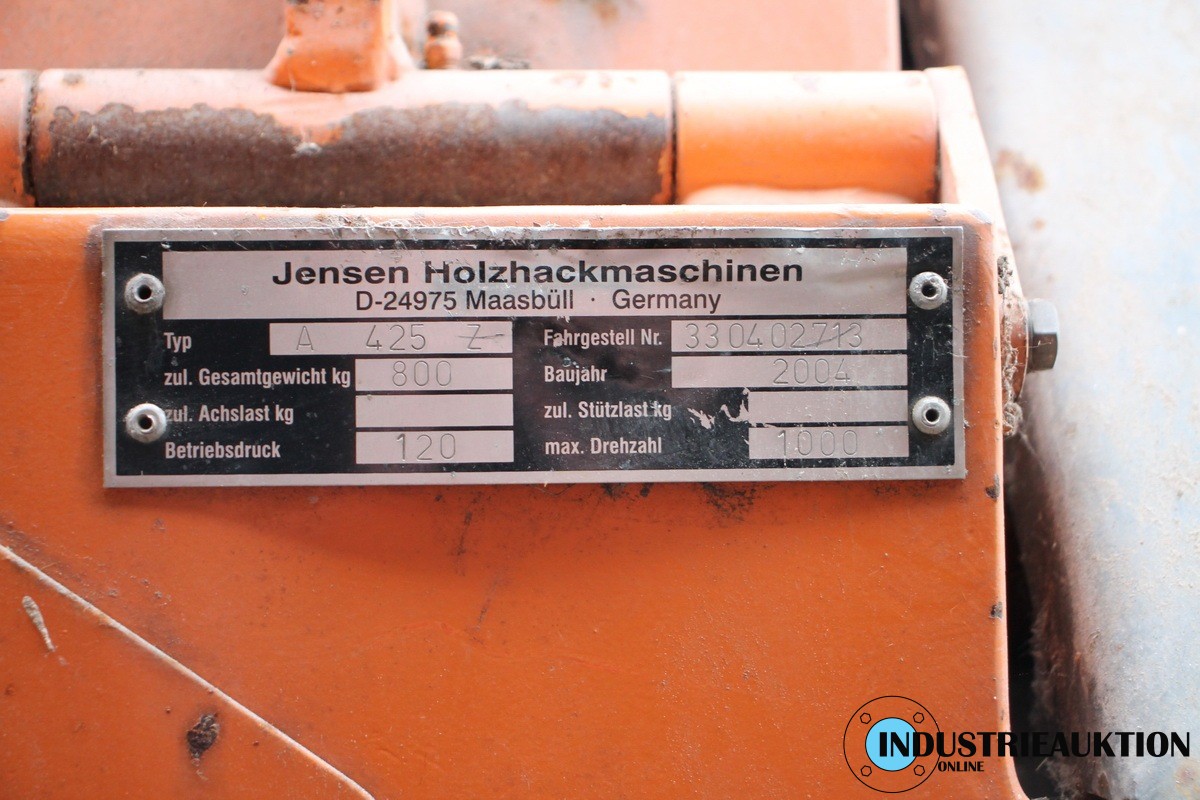 Jensen Holzhackmaschinen
D-24975 Maasbüll · Germany
Typ A 425 Z Fahrgestell Nr. 330402713
zul. Gesamtgewicht kg 800 Baujahr 2004
zul. Achslast kg zul. Stützlast kg
Betriebsdruck 120 max. Drehzahl 1000
INDUSTRIEAUKTION
ONLINE